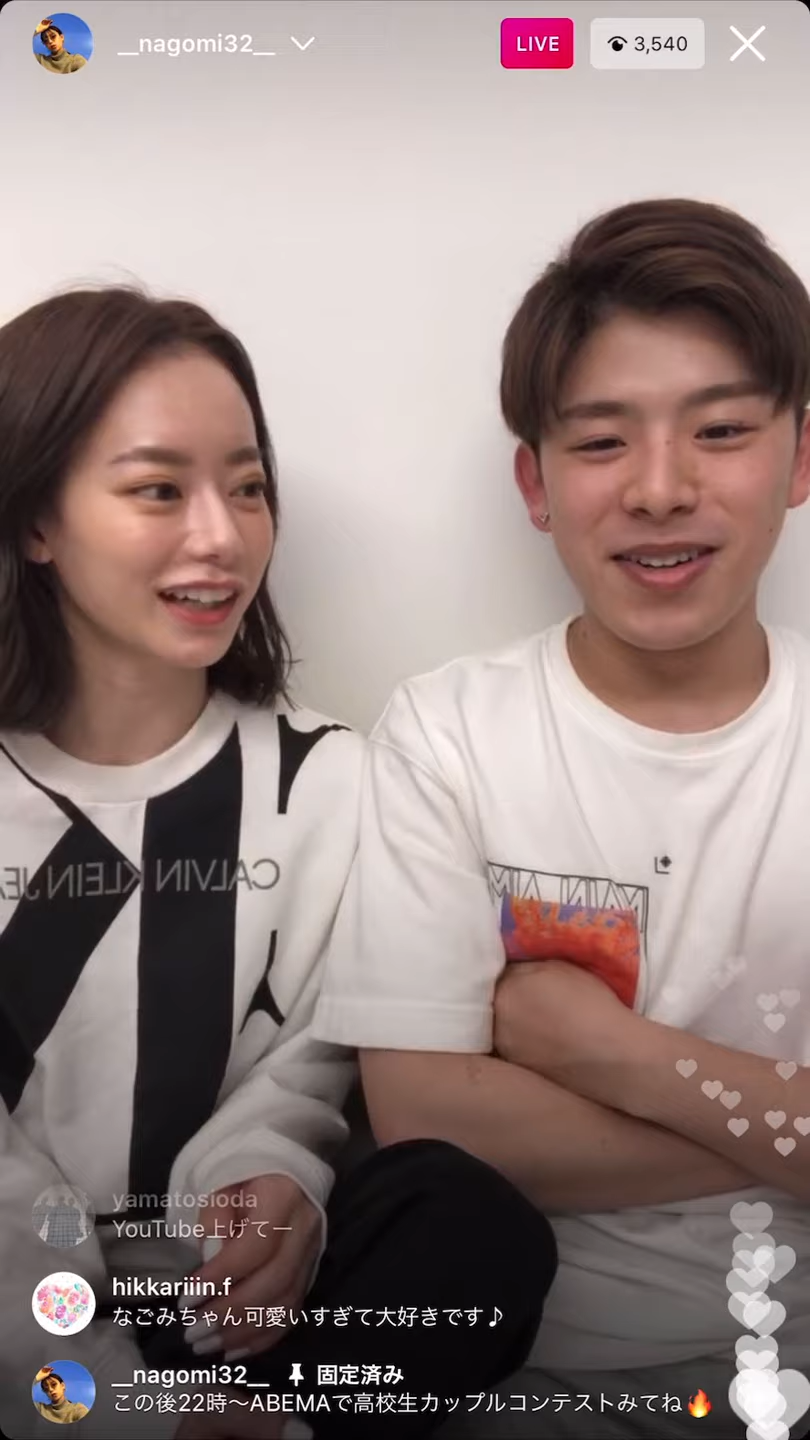 __nagomi32__
LIVE
3,540
CALVIN KLEIN JE
yamatosioda
YouTube上げてー
hikkariiin.f
なごみちゃん可愛いすぎて大好きです♪
__nagomi32__ 固定済み
この後22時〜ABEMAで高校生カップルコンテストみてね🔥